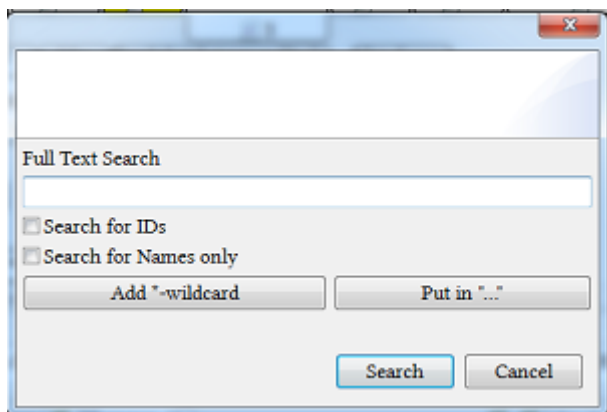 Full Text Search
Search for IDs
Search for Names only
Add *-wildcard Put in "..."
Search Cancel